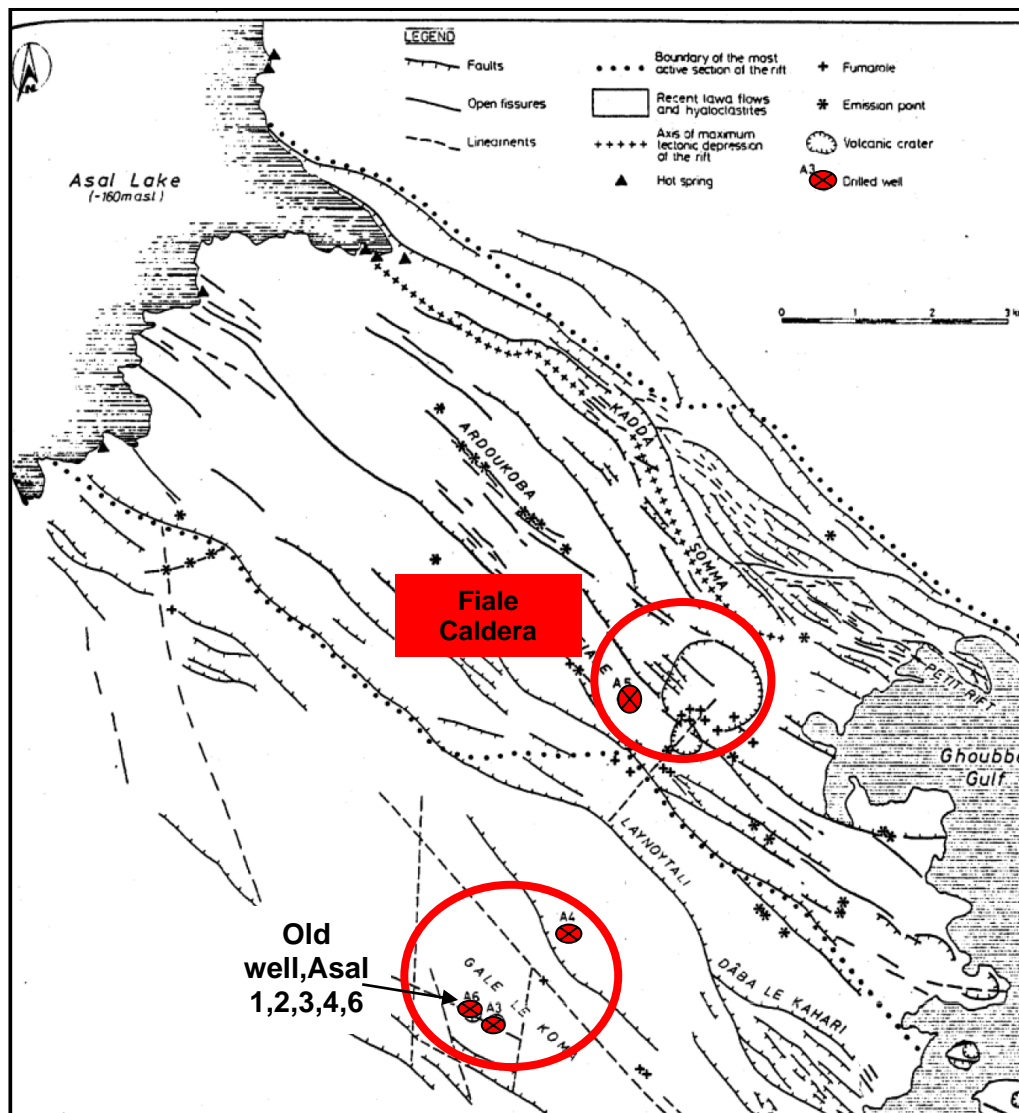 LEGEND
Faults
Open fissures
Lineaments
Boundary of the most
active section of the rift
Recent lawa flows
and hyaloclastites
Axis of maximum
tectonic depression
of the rift
Hot spring
Fumarole
Emission point
Volcanic crater
A3
Drilled well
N
Asal Lake
(-160m a.s.l)
0 1 2 3 k
KADDA
ARDOUKOBA
SOMMA
Fiale
Caldera
A5
PETIT-RIFT
Ghoubbe
Gulf
LAYNOYTALI
Old
well,Asal
1,2,3,4,6
A4
GALE LE KOMA
A6
A3
DÂBA LE KAHARI